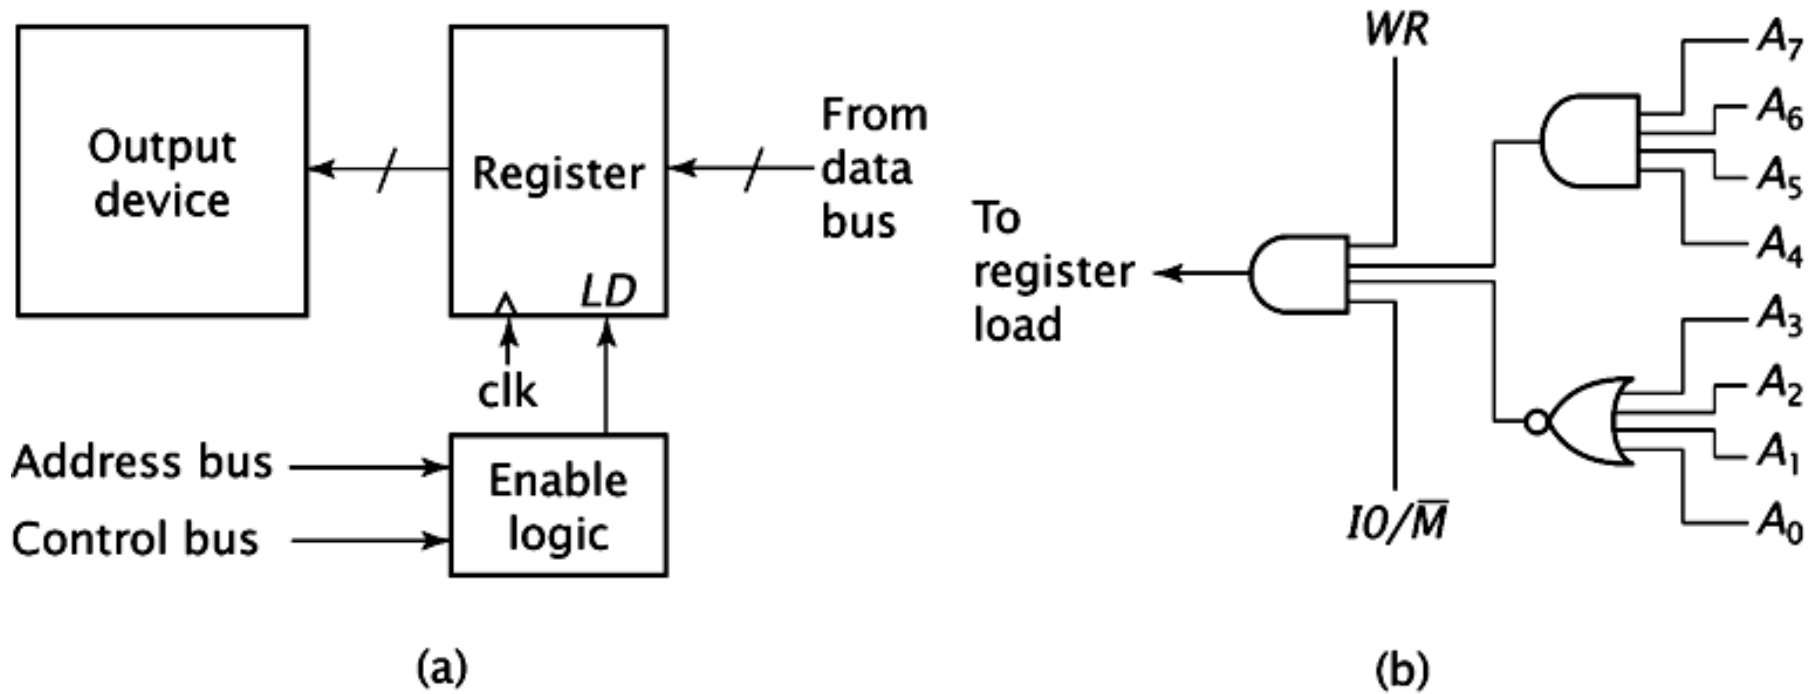 Output
device
Register
LD
clk
From
data
bus
Address bus
Control bus
Enable
logic
(a)
WR
To
register
load
IO/M̅
A₇
A₆
A₅
A₄
A₃
A₂
A₁
A₀
(b)